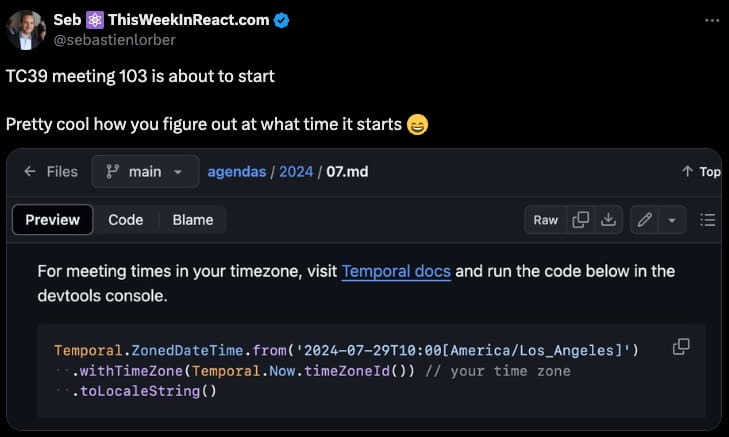 Seb ⚛️ ThisWeekInReact.com
@sebastienlorber
TC39 meeting 103 is about to start
Pretty cool how you figure out at what time it starts 😄
Files main agendas / 2024 / 07.md Top
Preview Code Blame Raw
For meeting times in your timezone, visit Temporal docs and run the code below in the
devtools console.
Temporal.ZonedDateTime.from('2024-07-29T10:00[America/Los_Angeles]')
.withTimeZone(Temporal.Now.timeZoneId()) // your time zone
.toLocaleString()